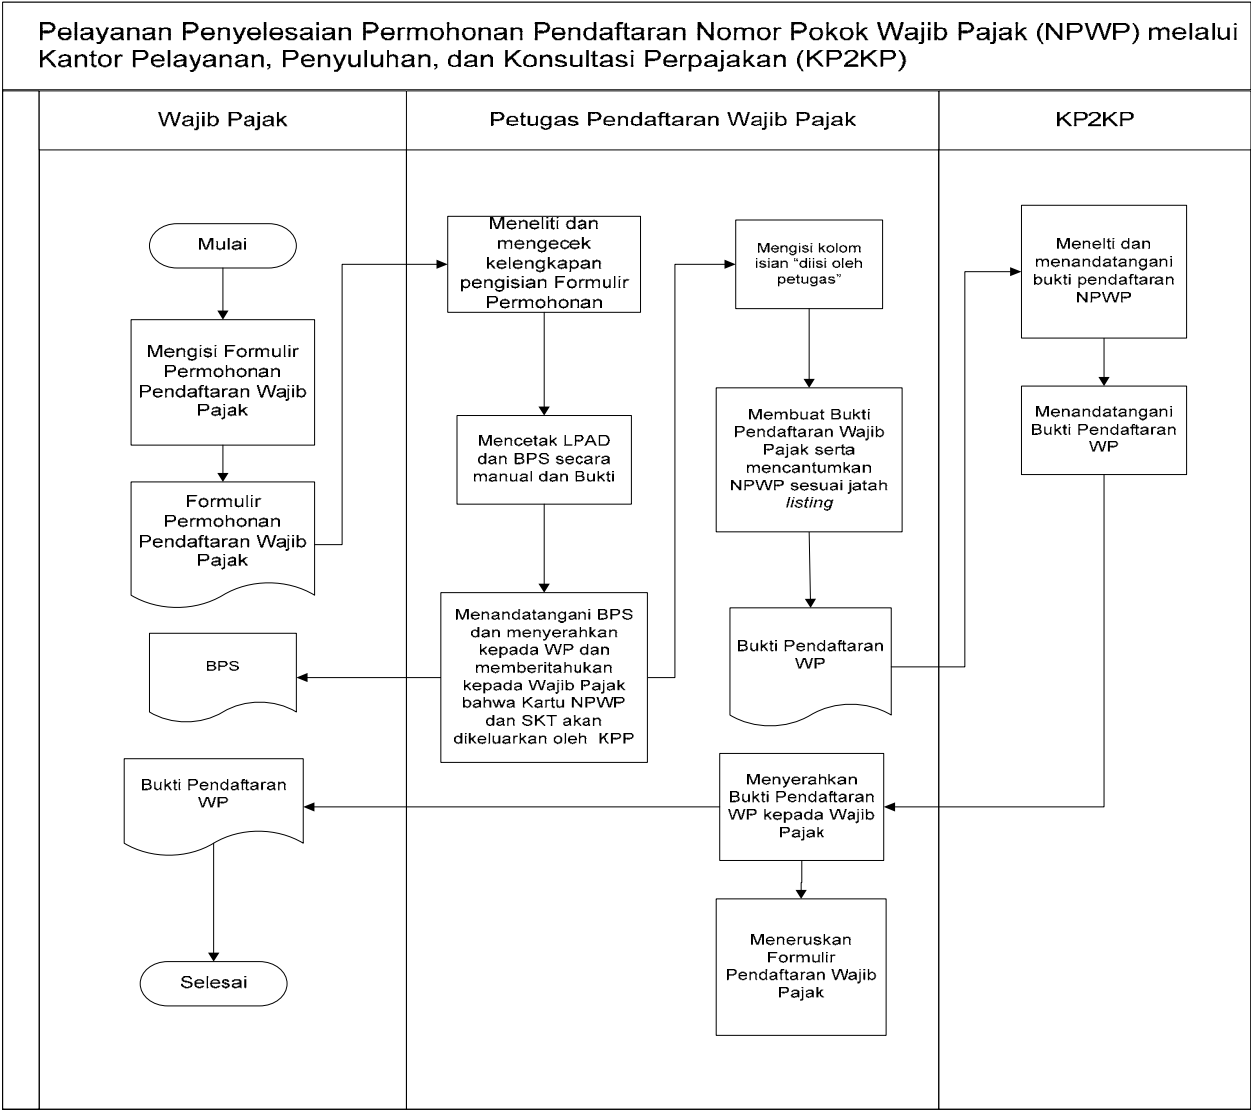 Pelayanan Penyelesaian Permohonan Pendaftaran Nomor Pokok Wajib Pajak (NPWP) melalui
Kantor Pelayanan, Penyuluhan, dan Konsultasi Perpajakan (KP2KP)
Wajib Pajak
Petugas Pendaftaran Wajib Pajak
KP2KP
Mulai
Mengisi Formulir
Permohonan
Pendaftaran Wajib
Pajak
Formulir
Permohonan
Pendaftaran Wajib
Pajak
BPS
Bukti Pendaftaran
WP
Selesai
Meneliti dan
mengecek
kelengkapan
pengisian Formulir
Permohonan
Mencetak LPAD
dan BPS secara
manual dan Bukti
Menandatangani BPS
dan menyerahkan
kepada WP dan
memberitahukan
kepada Wajib Pajak
bahwa Kartu NPWP
dan SKT akan
dikeluarkan oleh KPP
Mengisi kolom
isian “diisi oleh
petugas”
Membuat Bukti
Pendaftaran Wajib
Pajak serta
mencantumkan
NPWP sesuai jatah
listing
Bukti Pendaftaran
WP
Menyerahkan
Bukti Pendaftaran
WP kepada Wajib
Pajak
Meneruskan
Formulir
Pendaftaran Wajib
Pajak
Menelti dan
menandatangani
bukti pendaftaran
NPWP
Menandatangani
Bukti Pendaftaran
WP